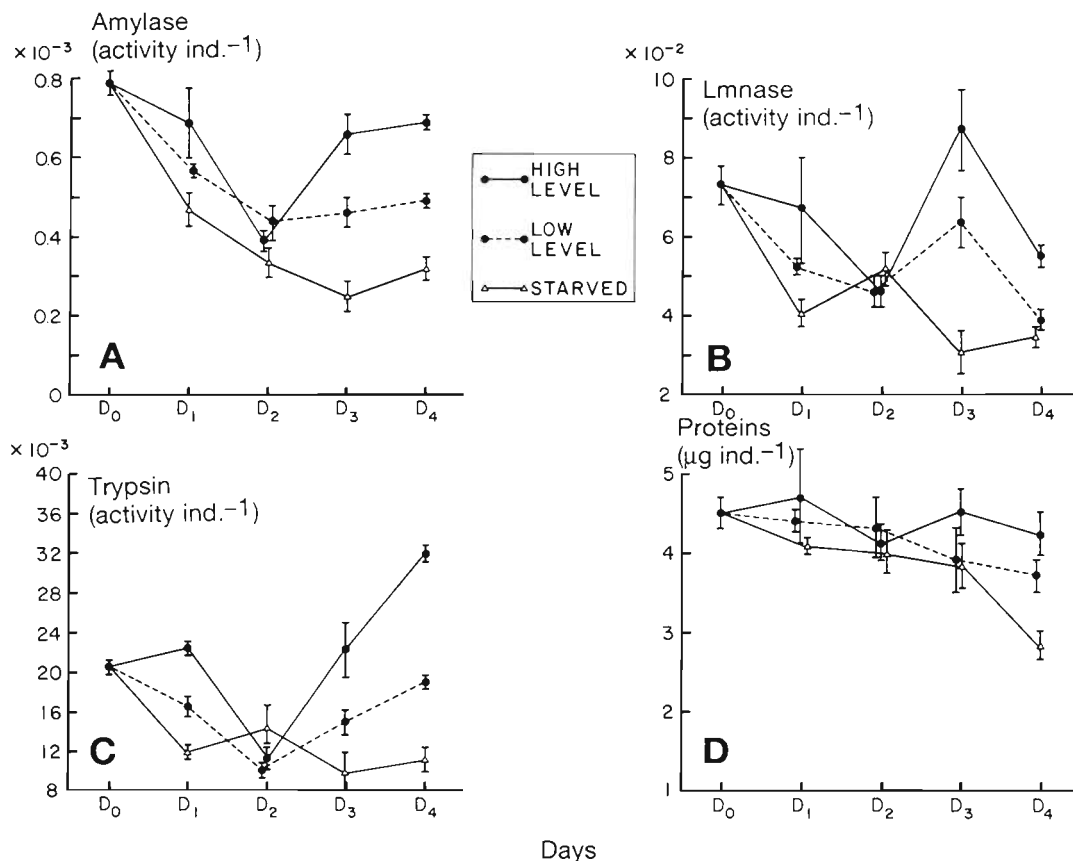 Amylase
(activity ind.⁻¹)
× 10⁻³
0.8
0.6
0.4
0.2
0
A
D₀ D₁ D₂ D₃ D₄
HIGH
LEVEL
LOW
LEVEL
STARVED
× 10⁻²
Lmnase
(activity ind.⁻¹)
10
8
6
4
2
B
D₀ D₁ D₂ D₃ D₄
× 10⁻³
Trypsin
(activity ind.⁻¹)
40
36
32
28
24
20
16
12
8
C
D₀ D₁ D₂ D₃ D₄
Proteins
(µg ind.⁻¹)
5
4
3
2
1
D
D₀ D₁ D₂ D₃ D₄
Days